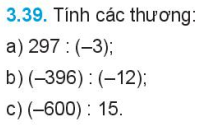 3.39. Tính các thương:
a) 297 : (–3);
b) (–396) : (–12);
c) (–600) : 15.